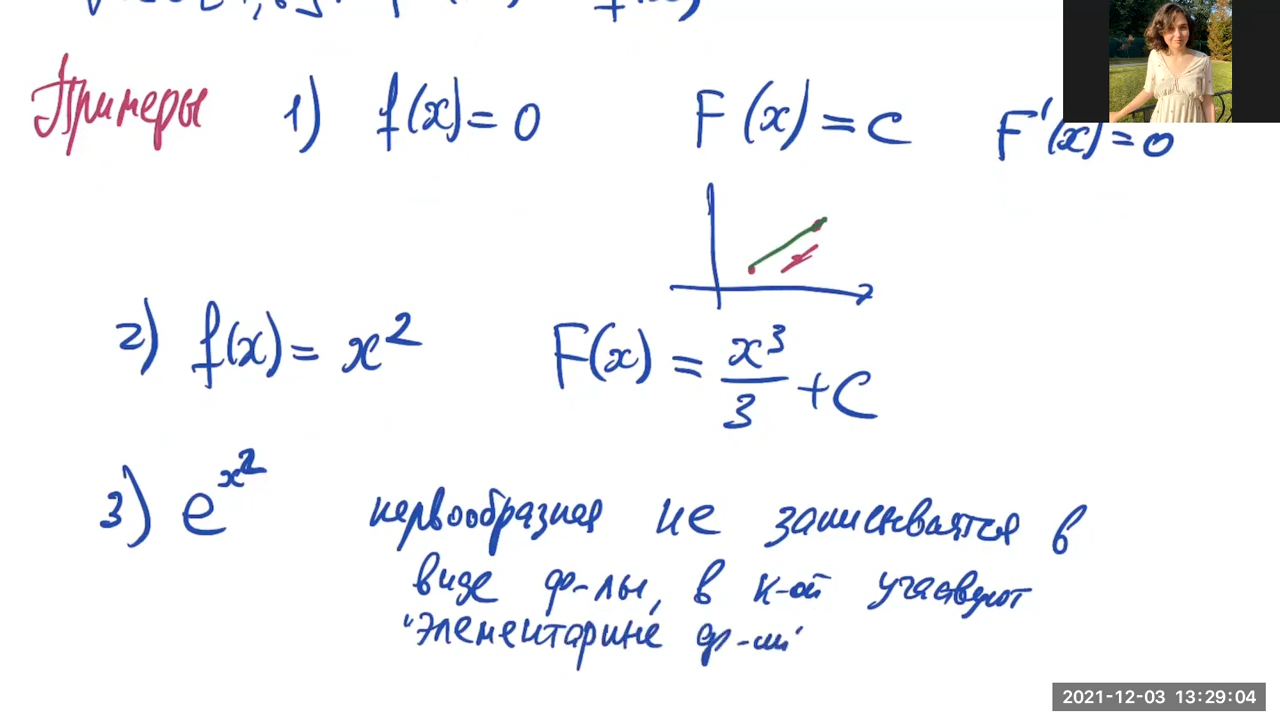 Примеры 1) f(x) = 0 F(x) = C F'(x) = 0
2) f(x) = x² F(x) = x³/3 + C
3) e^{x²} первообразная не записывается в
виде ф-лы, в к-ой участвуют
"Элементарные ф-ии"
2021-12-03 13:29:04